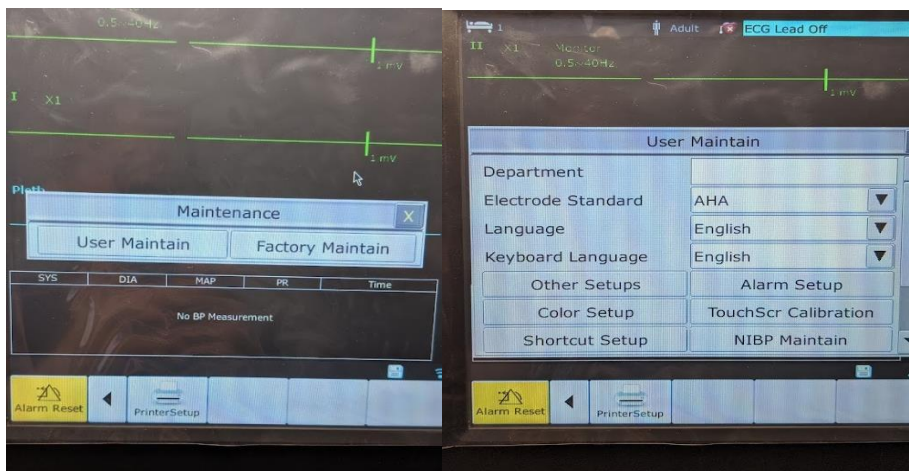 0.5~40Hz
1 mV
I X1
1 mV
Pleth
Maintenance X
User Maintain Factory Maintain
SYS DIA MAP PR Time
No BP Measurement
Alarm Reset
PrinterSetup
1 Adult ECG Lead Off
II X1 Monitor
0.5~40Hz
1 mV
User Maintain
Department
Electrode Standard AHA
Language English
Keyboard Language English
Other Setups Alarm Setup
Color Setup TouchScr Calibration
Shortcut Setup NIBP Maintain
Alarm Reset
PrinterSetup